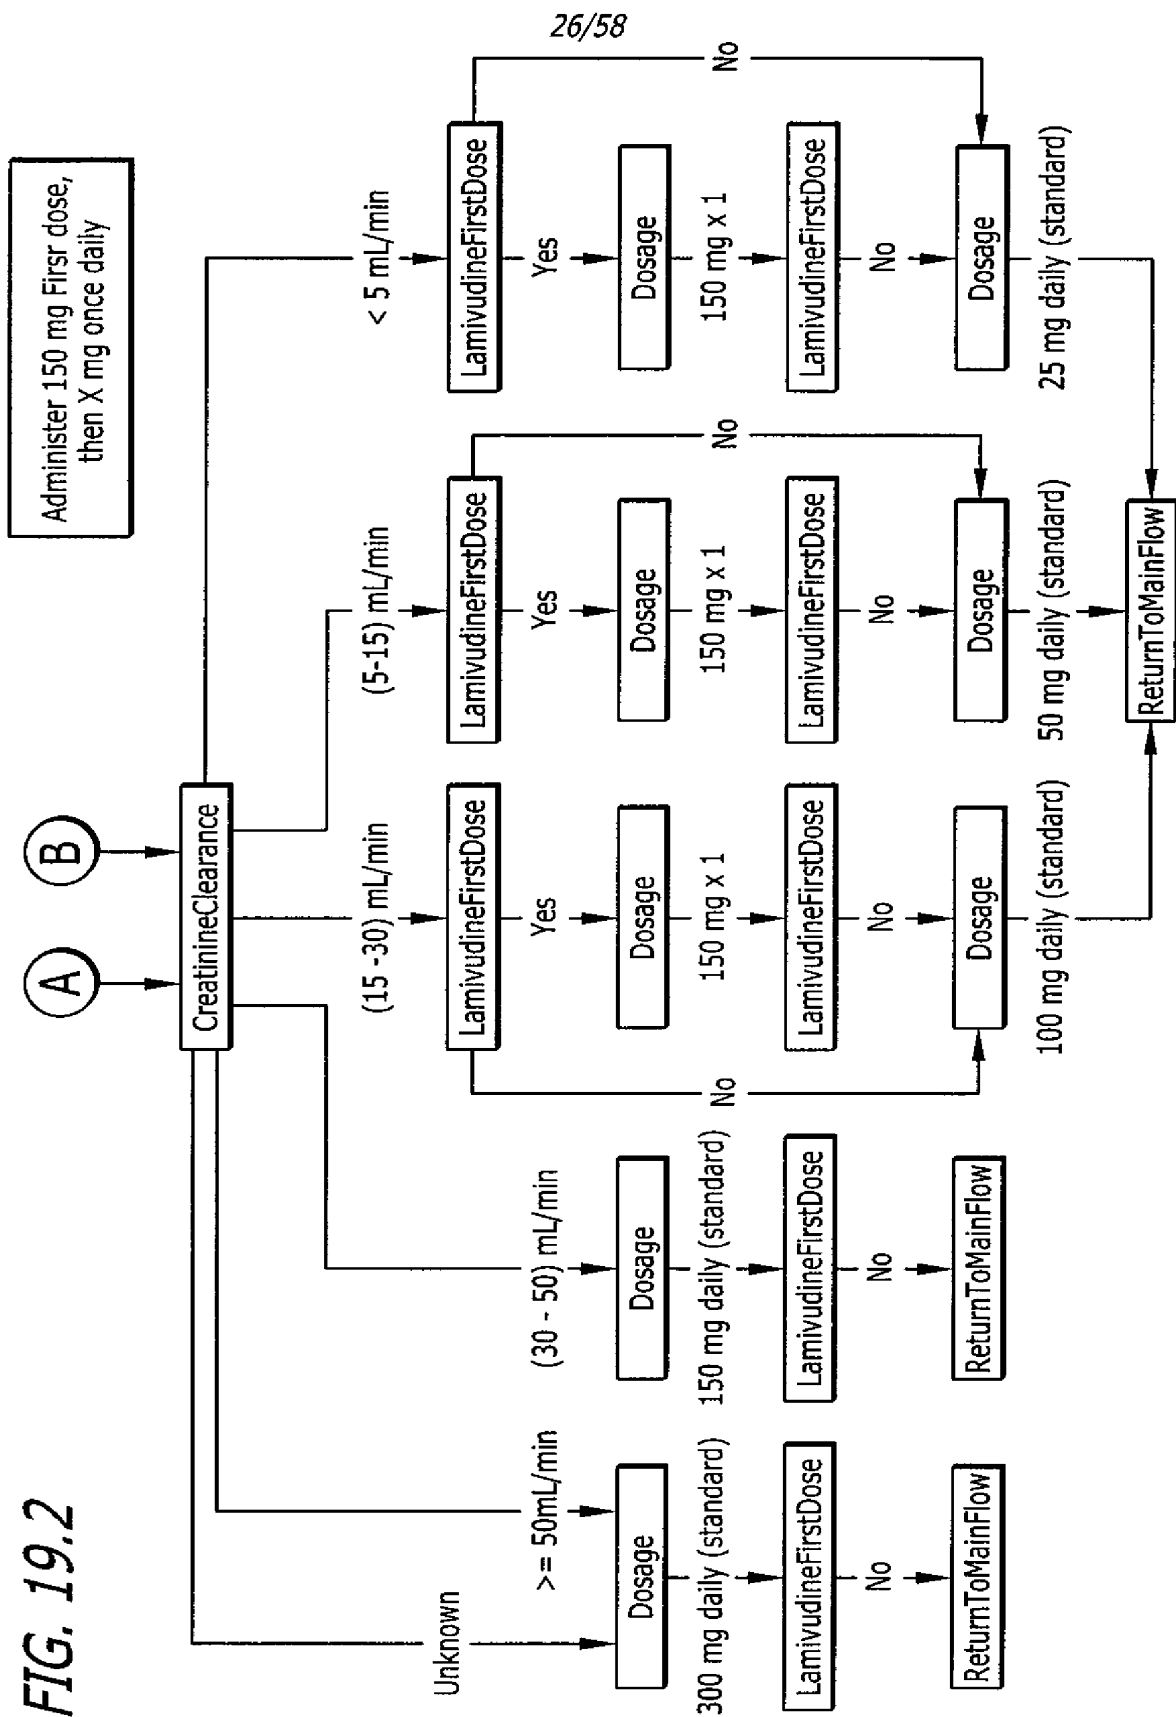 26/58
FIG. 19.2
Administer 150 mg Firsr dose,
then X mg once daily
A
B
CreatinineClearance
Unknown
>= 50mL/min
(30 - 50) mL/min
(15 -30) mL/min
(5-15) mL/min
< 5 mL/min
LamivudineFirstDose
LamivudineFirstDose
LamivudineFirstDose
Yes
Yes
Yes
Dosage
Dosage
Dosage
Dosage
Dosage
No
No
No
300 mg daily (standard)
150 mg daily (standard)
150 mg x 1
150 mg x 1
150 mg x 1
LamivudineFirstDose
LamivudineFirstDose
LamivudineFirstDose
LamivudineFirstDose
LamivudineFirstDose
No
No
No
No
No
ReturnToMainFlow
ReturnToMainFlow
Dosage
Dosage
Dosage
100 mg daily (standard)
50 mg daily (standard)
25 mg daily (standard)
ReturnToMainFlow